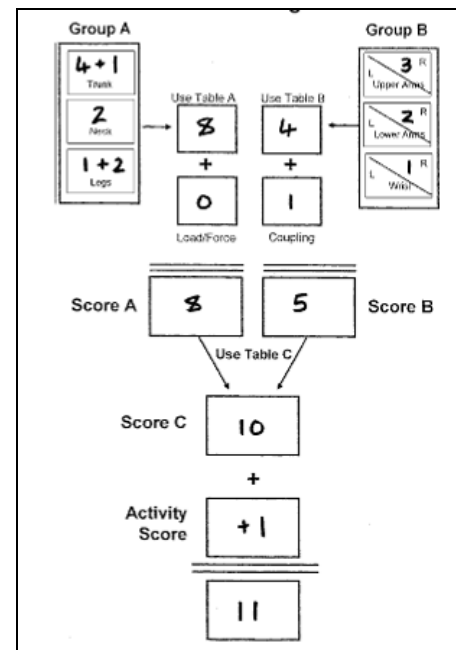 Group A
Group B
4+1
Trunk
2
Neck
1+2
Legs
L 3 R
Upper Arms
L 2 R
Lower Arms
L 1 R
Wrist
Use Table A Use Table B
8 4
+ +
0 1
Load/Force Coupling
Score A 8 5 Score B
Use Table C
Score C 10
+
Activity
Score
+1
11